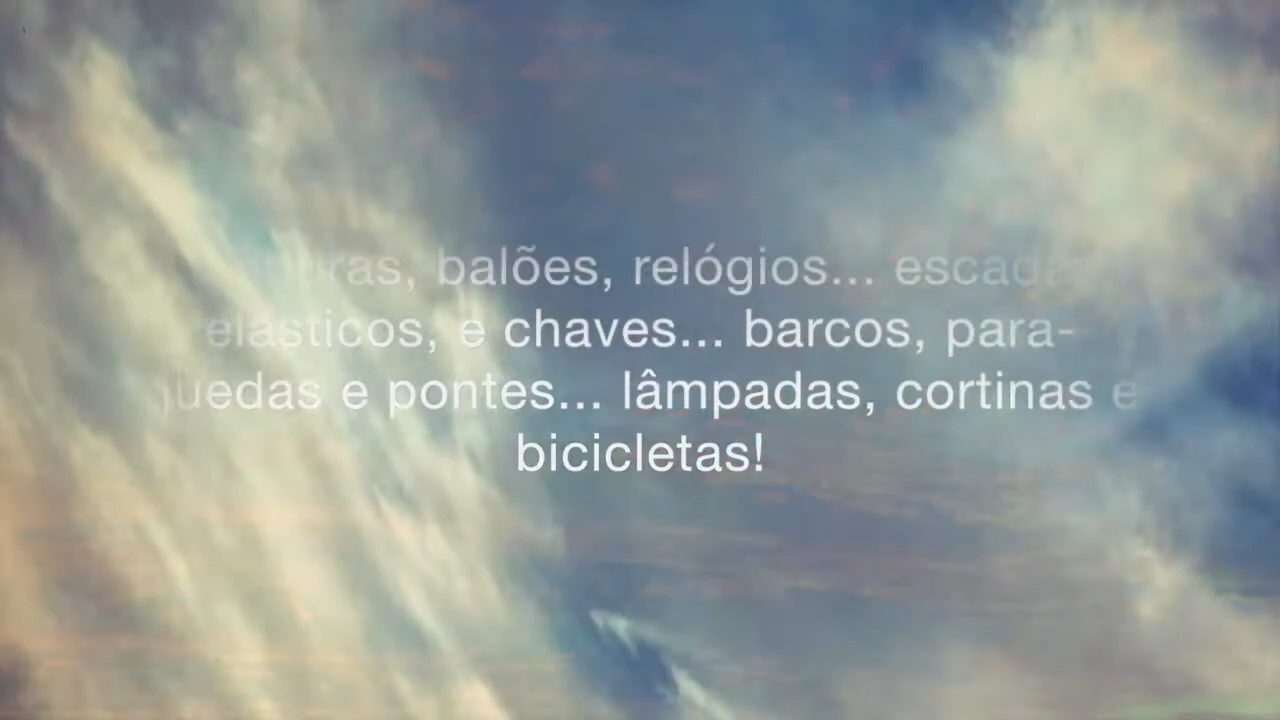 balões, relógios...
elásticos, e chaves... barcos, para-
quedas e pontes... lâmpadas, cortinas e
bicicletas!